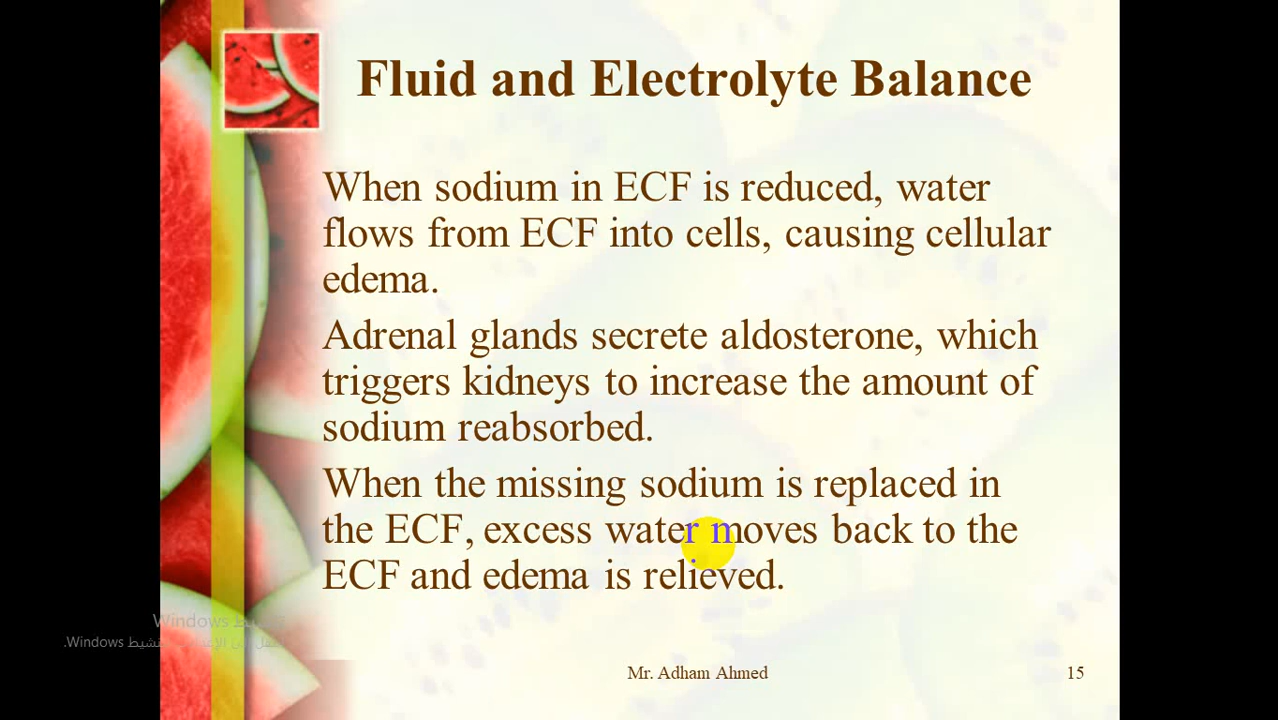 Fluid and Electrolyte Balance
When sodium in ECF is reduced, water
flows from ECF into cells, causing cellular
edema.
Adrenal glands secrete aldosterone, which
triggers kidneys to increase the amount of
sodium reabsorbed.
When the missing sodium is replaced in
the ECF, excess water moves back to the
ECF and edema is relieved.
تنشيط Windows
لتنشيط Windows.
Mr. Adham Ahmed
15